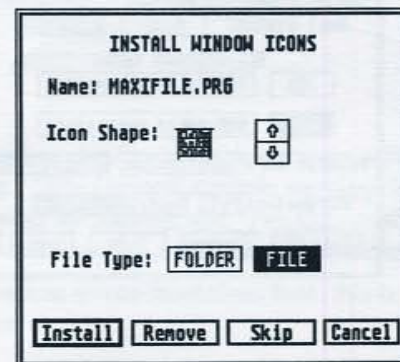 INSTALL WINDOW ICONS
Name: MAXIFILE.PRG
Icon Shape:
File Type: FOLDER FILE
Install Remove Skip Cancel